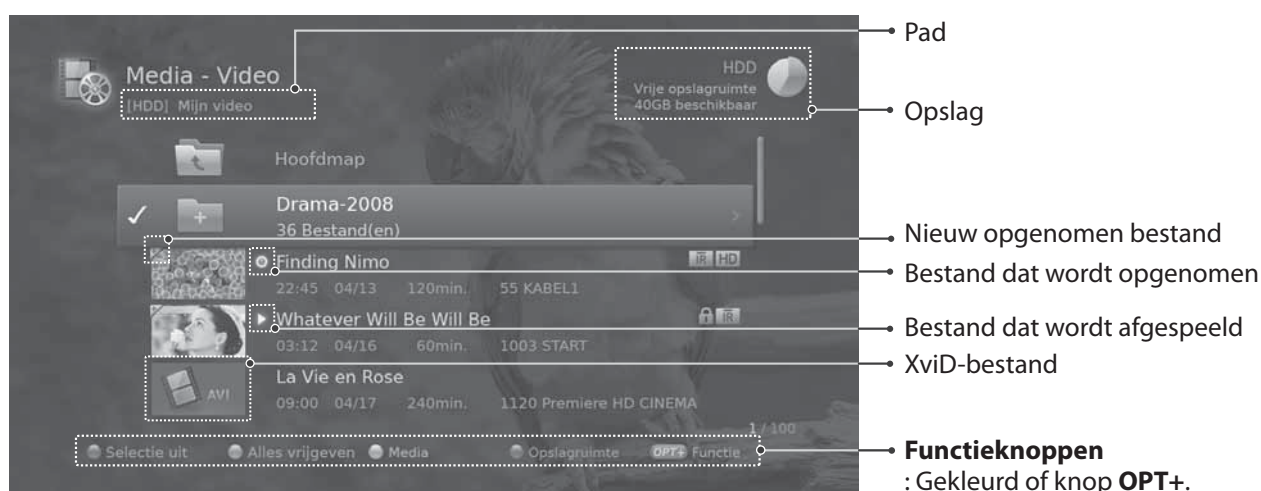 Media - Video
[HDD] Mijn video
HDD
Vrije opslagruimte
40GB beschikbaar
Pad
Opslag
Hoofdmap
Drama-2008
36 Bestand(en)
Nieuw opgenomen bestand
Finding Nimo
iR HD
Bestand dat wordt opgenomen
22:45 04/13 120min. 55 KABEL1
Whatever Will Be Will Be
iR
Bestand dat wordt afgespeeld
03:12 04/16 60min. 1003 START
XviD-bestand
AVI
La Vie en Rose
09:00 04/17 240min. 1120 Premiere HD CINEMA
1 / 100
Selectie uit Alles vrijgeven Media Opslagruimte OPT+ Functie
Functieknoppen
: Gekleurd of knop OPT+.